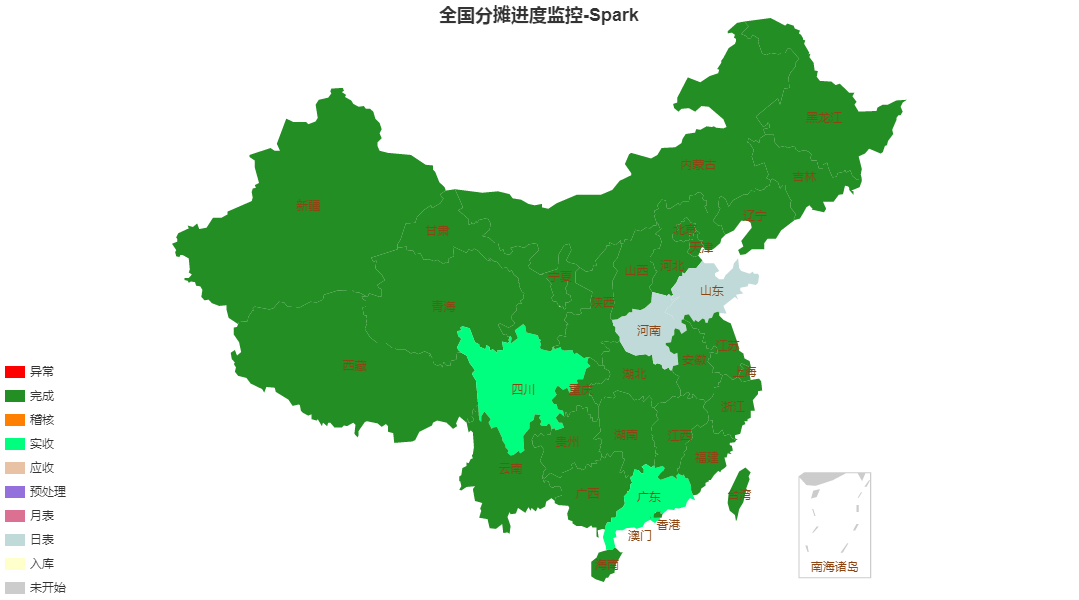 全国分摊进度监控-Spark
黑龙江
内蒙古
吉林
新疆
辽宁
甘肃
北京
天津
河北
山西
宁夏
山东
青海
陕西
河南
江苏
安徽
西藏
上海
湖北
四川
重庆
浙江
湖南
江西
贵州
福建
云南
广西
广东
台湾
香港
澳门
海南
南海诸岛
异常
完成
稽核
实收
应收
预处理
月表
日表
入库
未开始